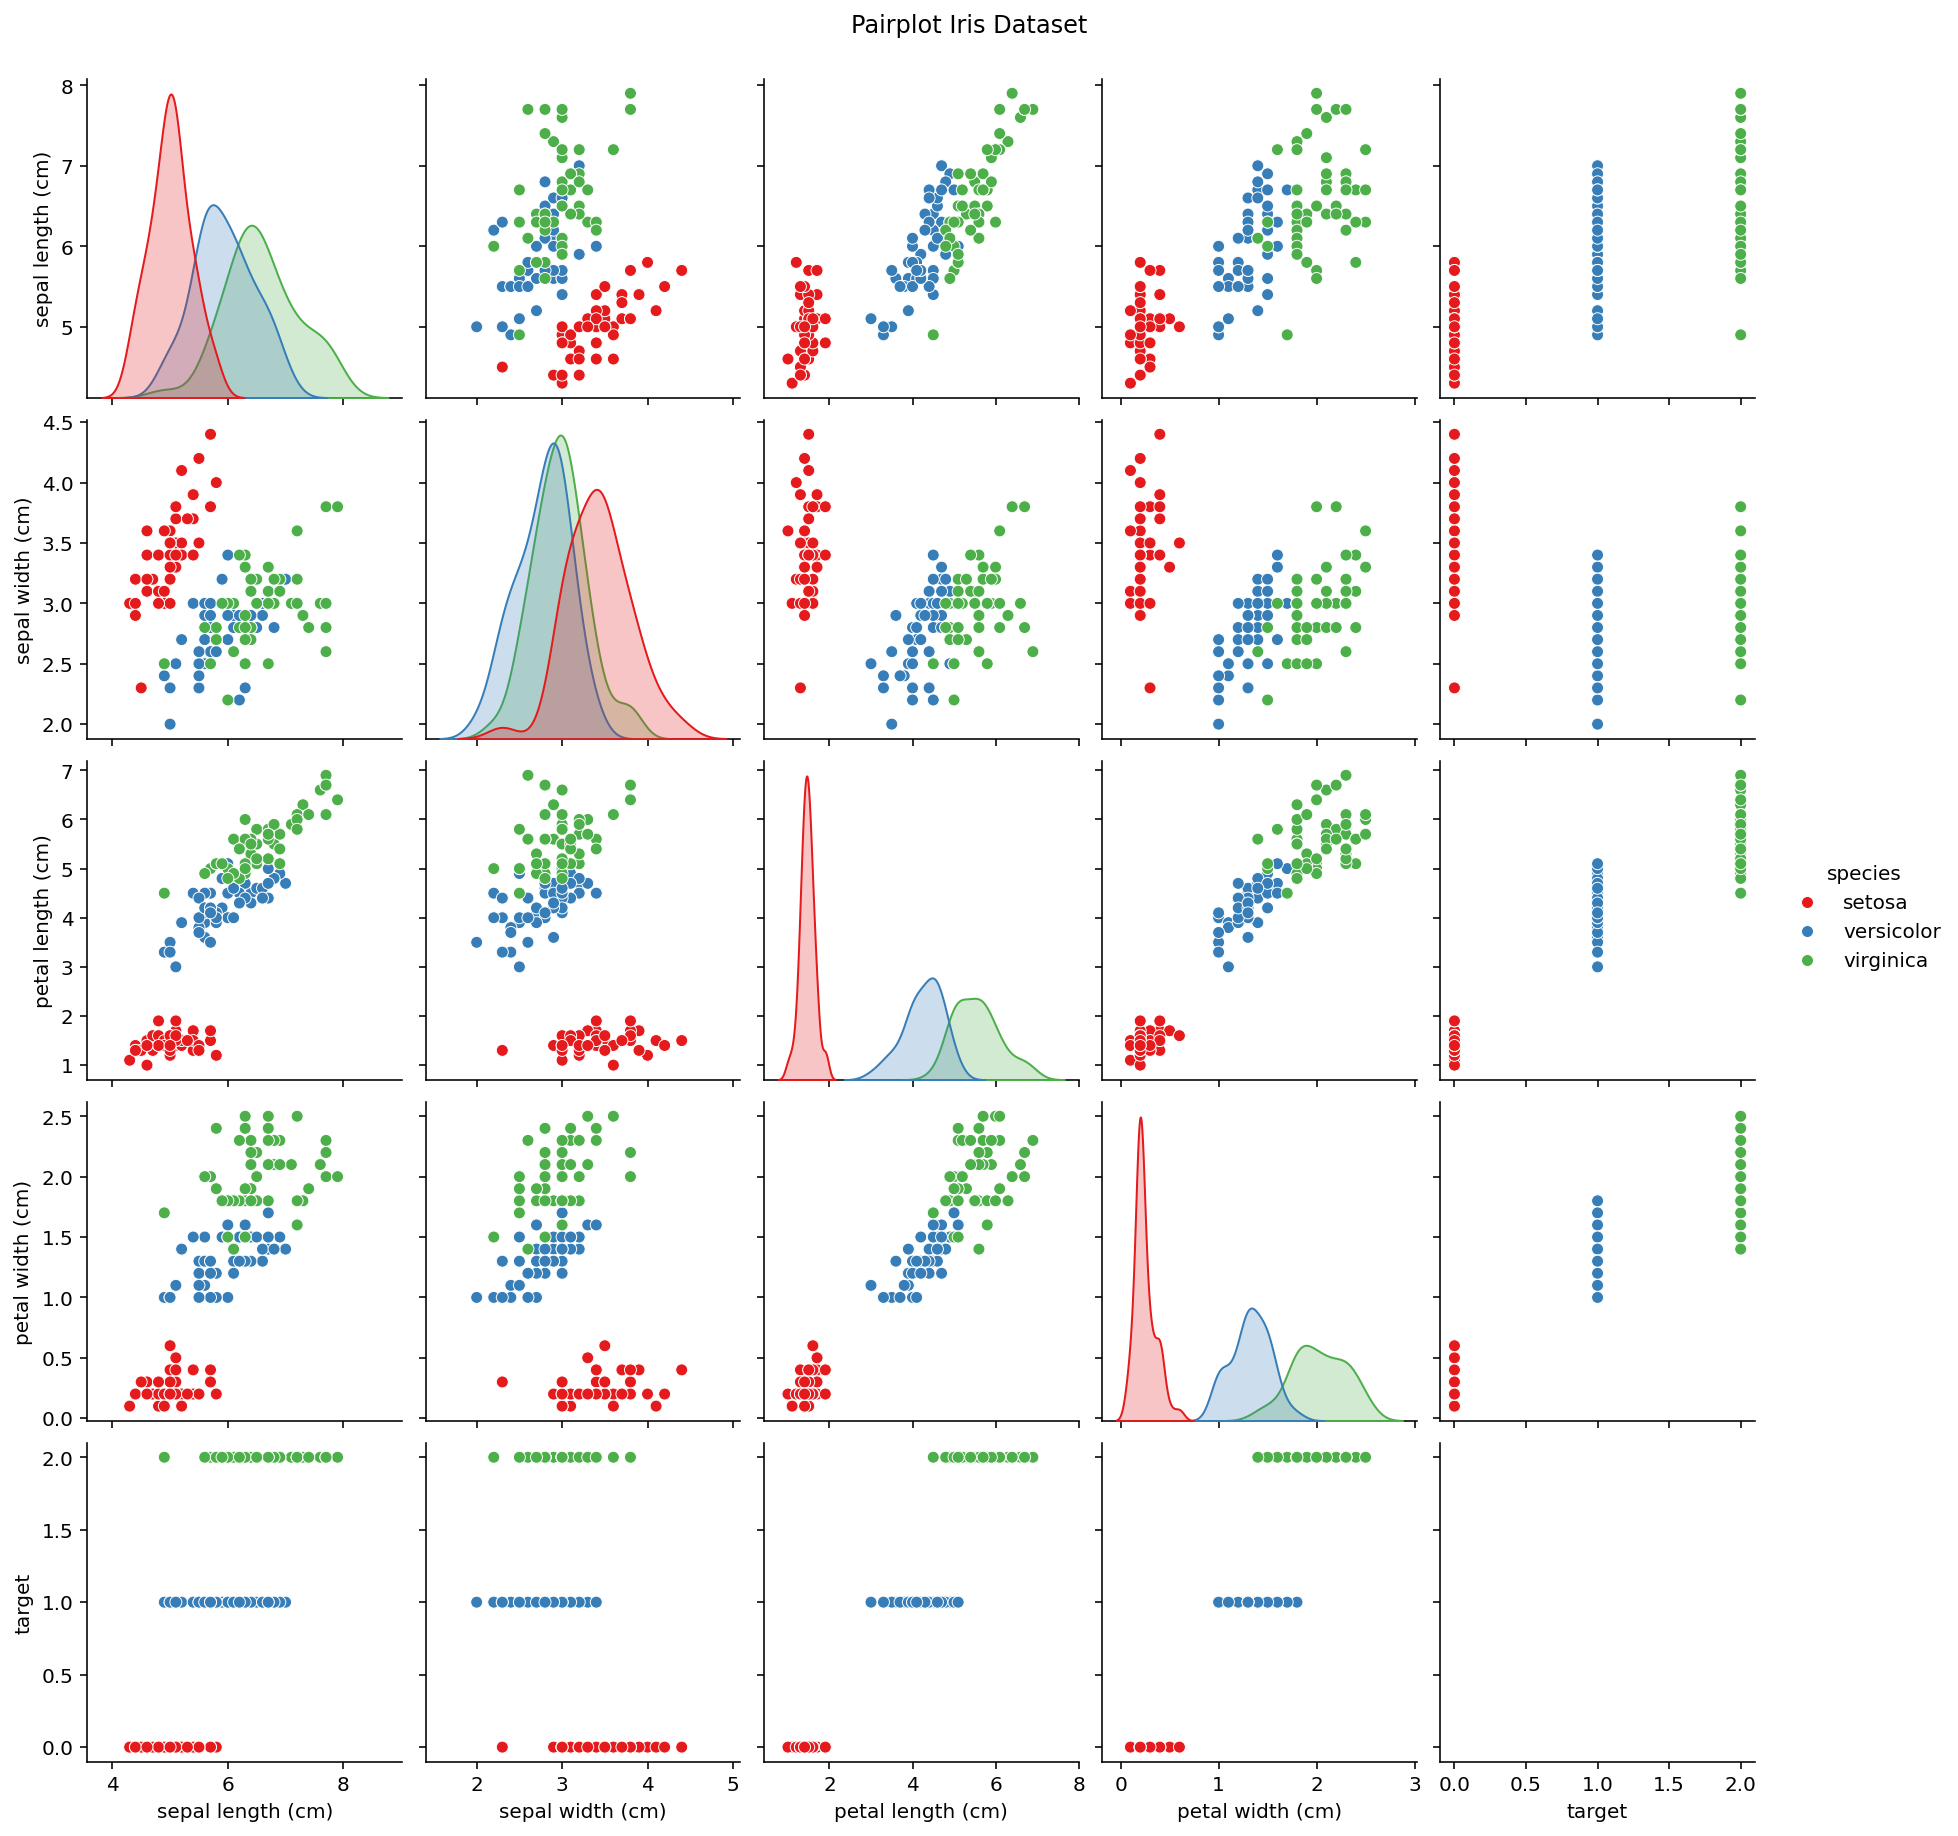 Pairplot Iris Dataset
8
7
6
5
sepal length (cm)
4.5
4.0
3.5
3.0
2.5
2.0
sepal width (cm)
7
6
5
4
3
2
1
petal length (cm)
species
setosa
versicolor
virginica
2.5
2.0
1.5
1.0
0.5
0.0
petal width (cm)
2.0
1.5
1.0
0.5
0.0
target
4 6 8
2 3 4 5
2 4 6 8
0 1 2 3
0.0 0.5 1.0 1.5 2.0
sepal length (cm)
sepal width (cm)
petal length (cm)
petal width (cm)
target